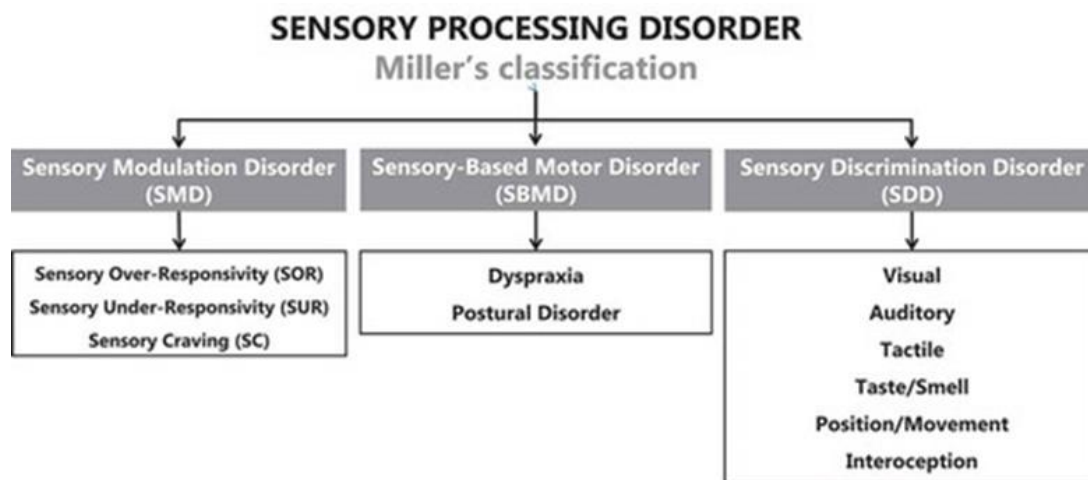 SENSORY PROCESSING DISORDER
Miller's classification
Sensory Modulation Disorder
(SMD)
Sensory Over-Responsivity (SOR)
Sensory Under-Responsivity (SUR)
Sensory Craving (SC)
Sensory-Based Motor Disorder
(SBMD)
Dyspraxia
Postural Disorder
Sensory Discrimination Disorder
(SDD)
Visual
Auditory
Tactile
Taste/Smell
Position/Movement
Interoception